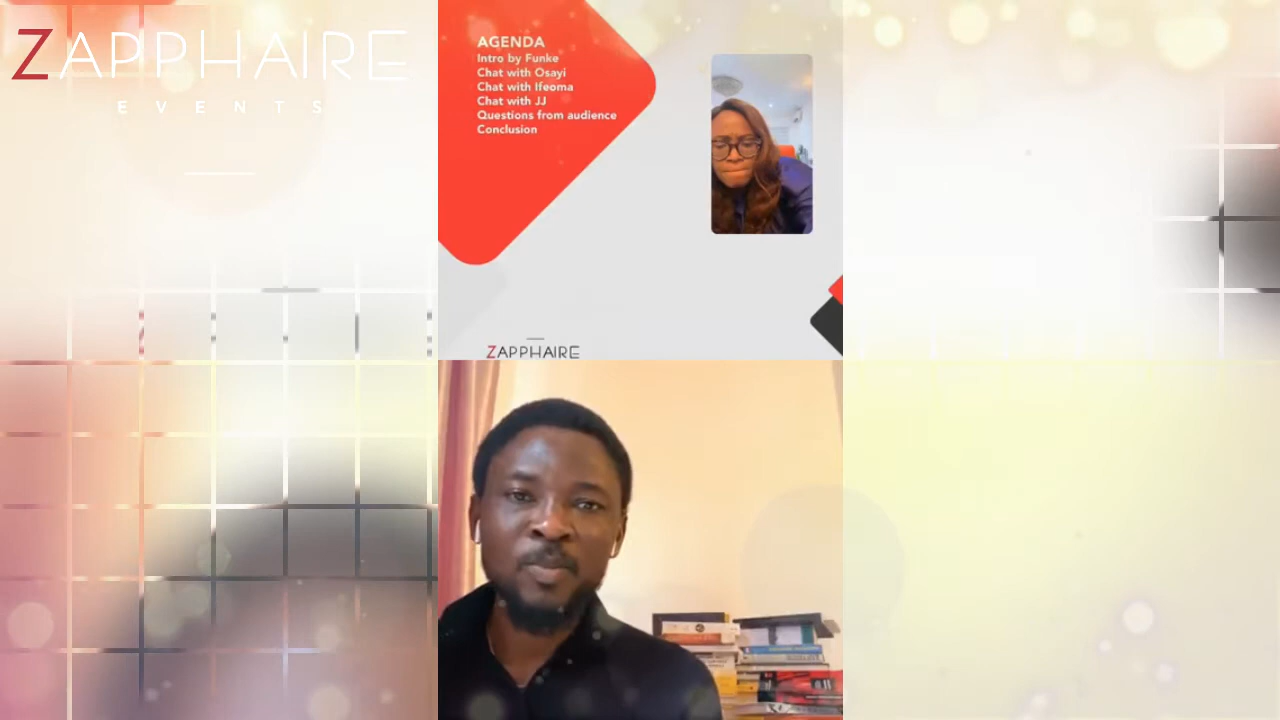 ZAPPHAIRE
EVENTS
AGENDA
Intro by Funke
Chat with Osayi
Chat with Ifeoma
Chat with JJ
Questions from audience
Conclusion
ZAPPHAIRE